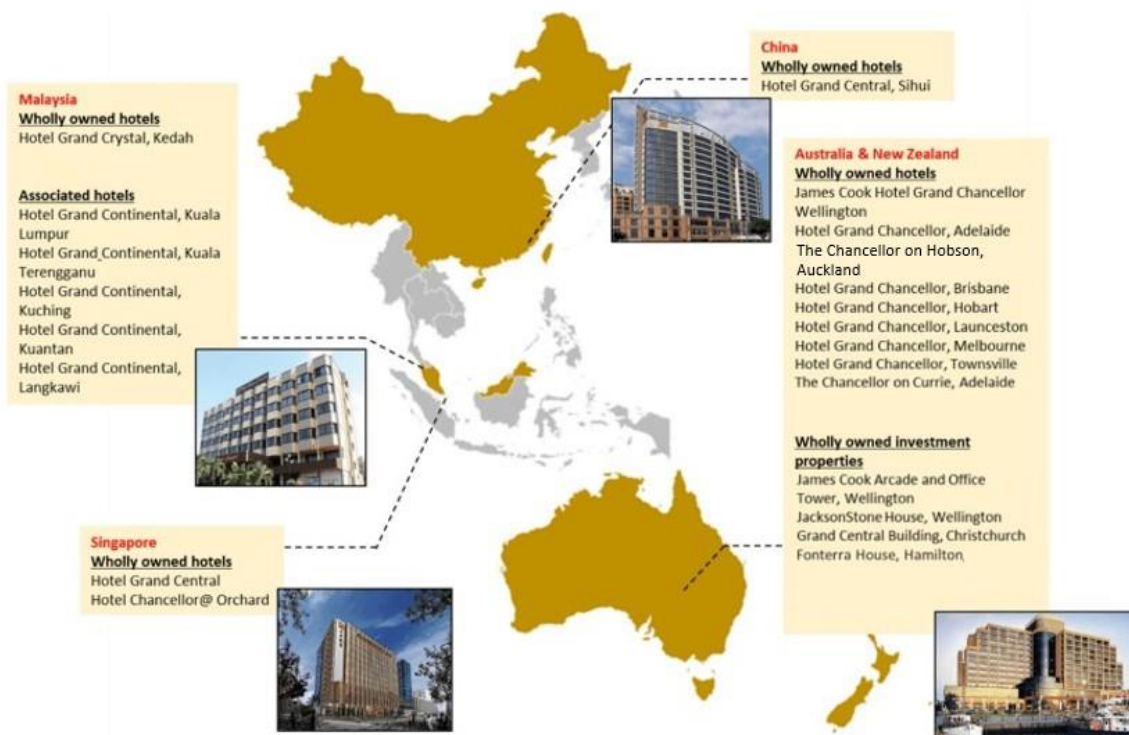 Malaysia
Wholly owned hotels
Hotel Grand Crystal, Kedah
Associated hotels
Hotel Grand Continental, Kuala
Lumpur
Hotel Grand Continental, Kuala
Terengganu
Hotel Grand Continental,
Kuching
Hotel Grand Continental,
Kuantan
Hotel Grand Continental,
Langkawi
Singapore
Wholly owned hotels
Hotel Grand Central
Hotel Chancellor@ Orchard
China
Wholly owned hotels
Hotel Grand Central, Sihui
Australia & New Zealand
Wholly owned hotels
James Cook Hotel Grand Chancellor
Wellington
Hotel Grand Chancellor, Adelaide
The Chancellor on Hobson,
Auckland
Hotel Grand Chancellor, Brisbane
Hotel Grand Chancellor, Hobart
Hotel Grand Chancellor, Launceston
Hotel Grand Chancellor, Melbourne
Hotel Grand Chancellor, Townsville
The Chancellor on Currie, Adelaide
Wholly owned investment
properties
James Cook Arcade and Office
Tower, Wellington
JacksonStone House, Wellington
Grand Central Building, Christchurch
Fonterra House, Hamilton